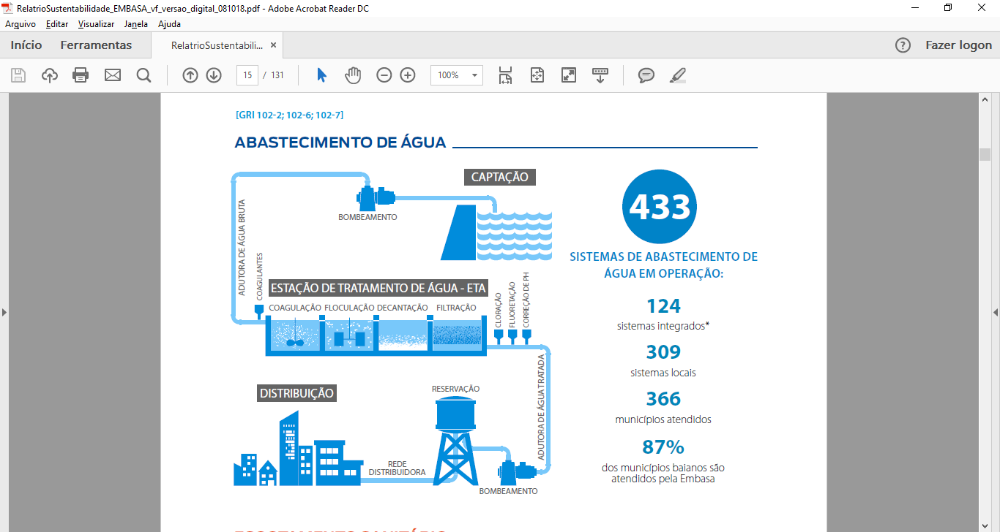 RelatrioSustentabilidade_EMBASA_vf_versao_digital_081018.pdf - Adobe Acrobat Reader DC
Arquivo Editar Visualizar Janela Ajuda
Início Ferramentas RelatrioSustentabili... × ? Fazer logon
15 / 131 100%
[GRI 102-2; 102-6; 102-7]
ABASTECIMENTO DE ÁGUA
CAPTAÇÃO
BOMBEAMENTO
ADUTORA DE ÁGUA BRUTA
COAGULANTES
ESTAÇÃO DE TRATAMENTO DE ÁGUA - ETA
COAGULAÇÃO FLOCULAÇÃO DECANTAÇÃO FILTRAÇÃO
CLORAÇÃO
FLUORETAÇÃO
CORREÇÃO DE PH
ADUTORA DE ÁGUA TRATADA
DISTRIBUIÇÃO
RESERVAÇÃO
REDE
DISTRIBUIDORA
BOMBEAMENTO
433
SISTEMAS DE ABASTECIMENTO DE
ÁGUA EM OPERAÇÃO:
124
sistemas integrados*
309
sistemas locais
366
municípios atendidos
87%
dos municípios baianos são
atendidos pela Embasa